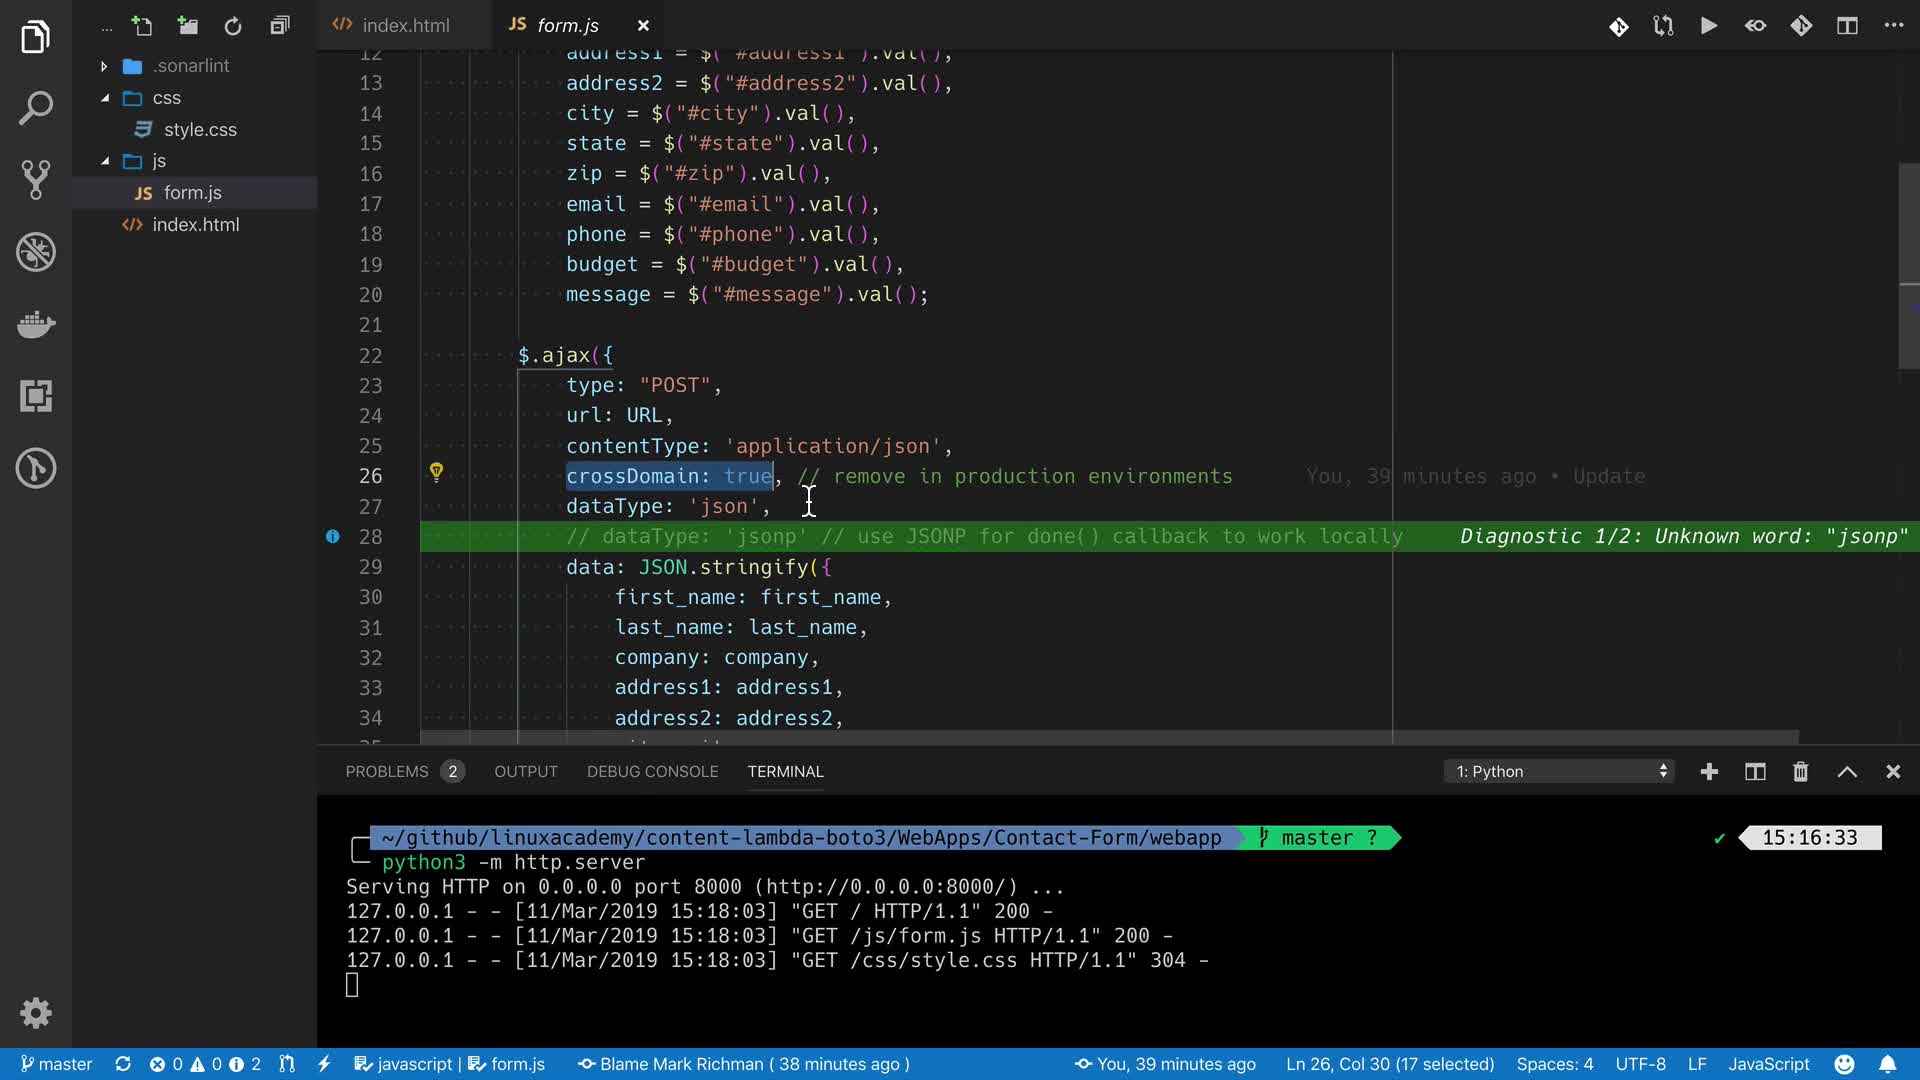 ...
index.html
JS form.js
.sonarlint
css
style.css
js
JS form.js
index.html
12 address1 = $("#address1").val(),
13 address2 = $("#address2").val(),
14 city = $("#city").val(),
15 state = $("#state").val(),
16 zip = $("#zip").val(),
17 email = $("#email").val(),
18 phone = $("#phone").val(),
19 budget = $("#budget").val(),
20 message = $("#message").val();
21
22 $.ajax({
23 type: "POST",
24 url: URL,
25 contentType: 'application/json',
26 crossDomain: true, // remove in production environments You, 39 minutes ago • Update
27 dataType: 'json',
28 // dataType: 'jsonp' // use JSONP for done() callback to work locally Diagnostic 1/2: Unknown word: "jsonp"
29 data: JSON.stringify({
30 first_name: first_name,
31 last_name: last_name,
32 company: company,
33 address1: address1,
34 address2: address2,
PROBLEMS 2 OUTPUT DEBUG CONSOLE TERMINAL 1: Python
~/github/linuxacademy/content-lambda-boto3/WebApps/Contact-Form/webapp master ? ✔ 15:16:33
python3 -m http.server
Serving HTTP on 0.0.0.0 port 8000 (http://0.0.0.0:8000/) ...
127.0.0.1 - - [11/Mar/2019 15:18:03] "GET / HTTP/1.1" 200 -
127.0.0.1 - - [11/Mar/2019 15:18:03] "GET /js/form.js HTTP/1.1" 200 -
127.0.0.1 - - [11/Mar/2019 15:18:03] "GET /css/style.css HTTP/1.1" 304 -
master 0 0 2 javascript | form.js Blame Mark Richman ( 38 minutes ago ) You, 39 minutes ago Ln 26, Col 30 (17 selected) Spaces: 4 UTF-8 LF JavaScript